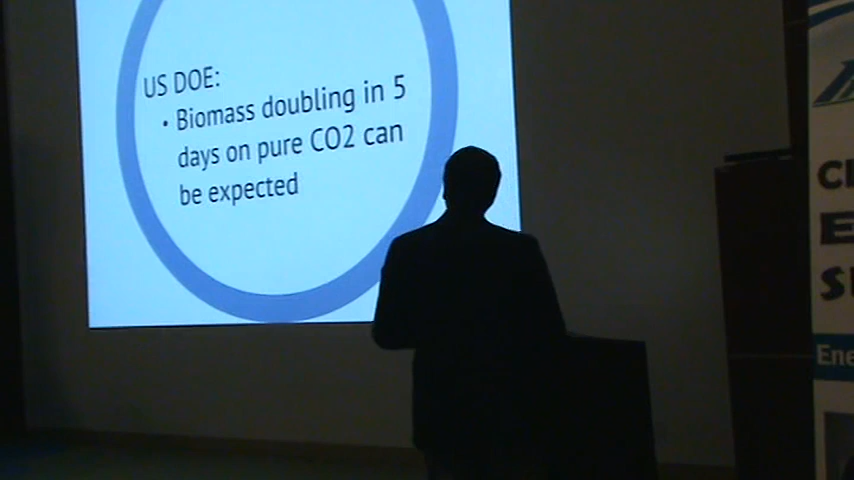 US DOE:
• Biomass doubling in 5
days on pure CO2 can
be expected